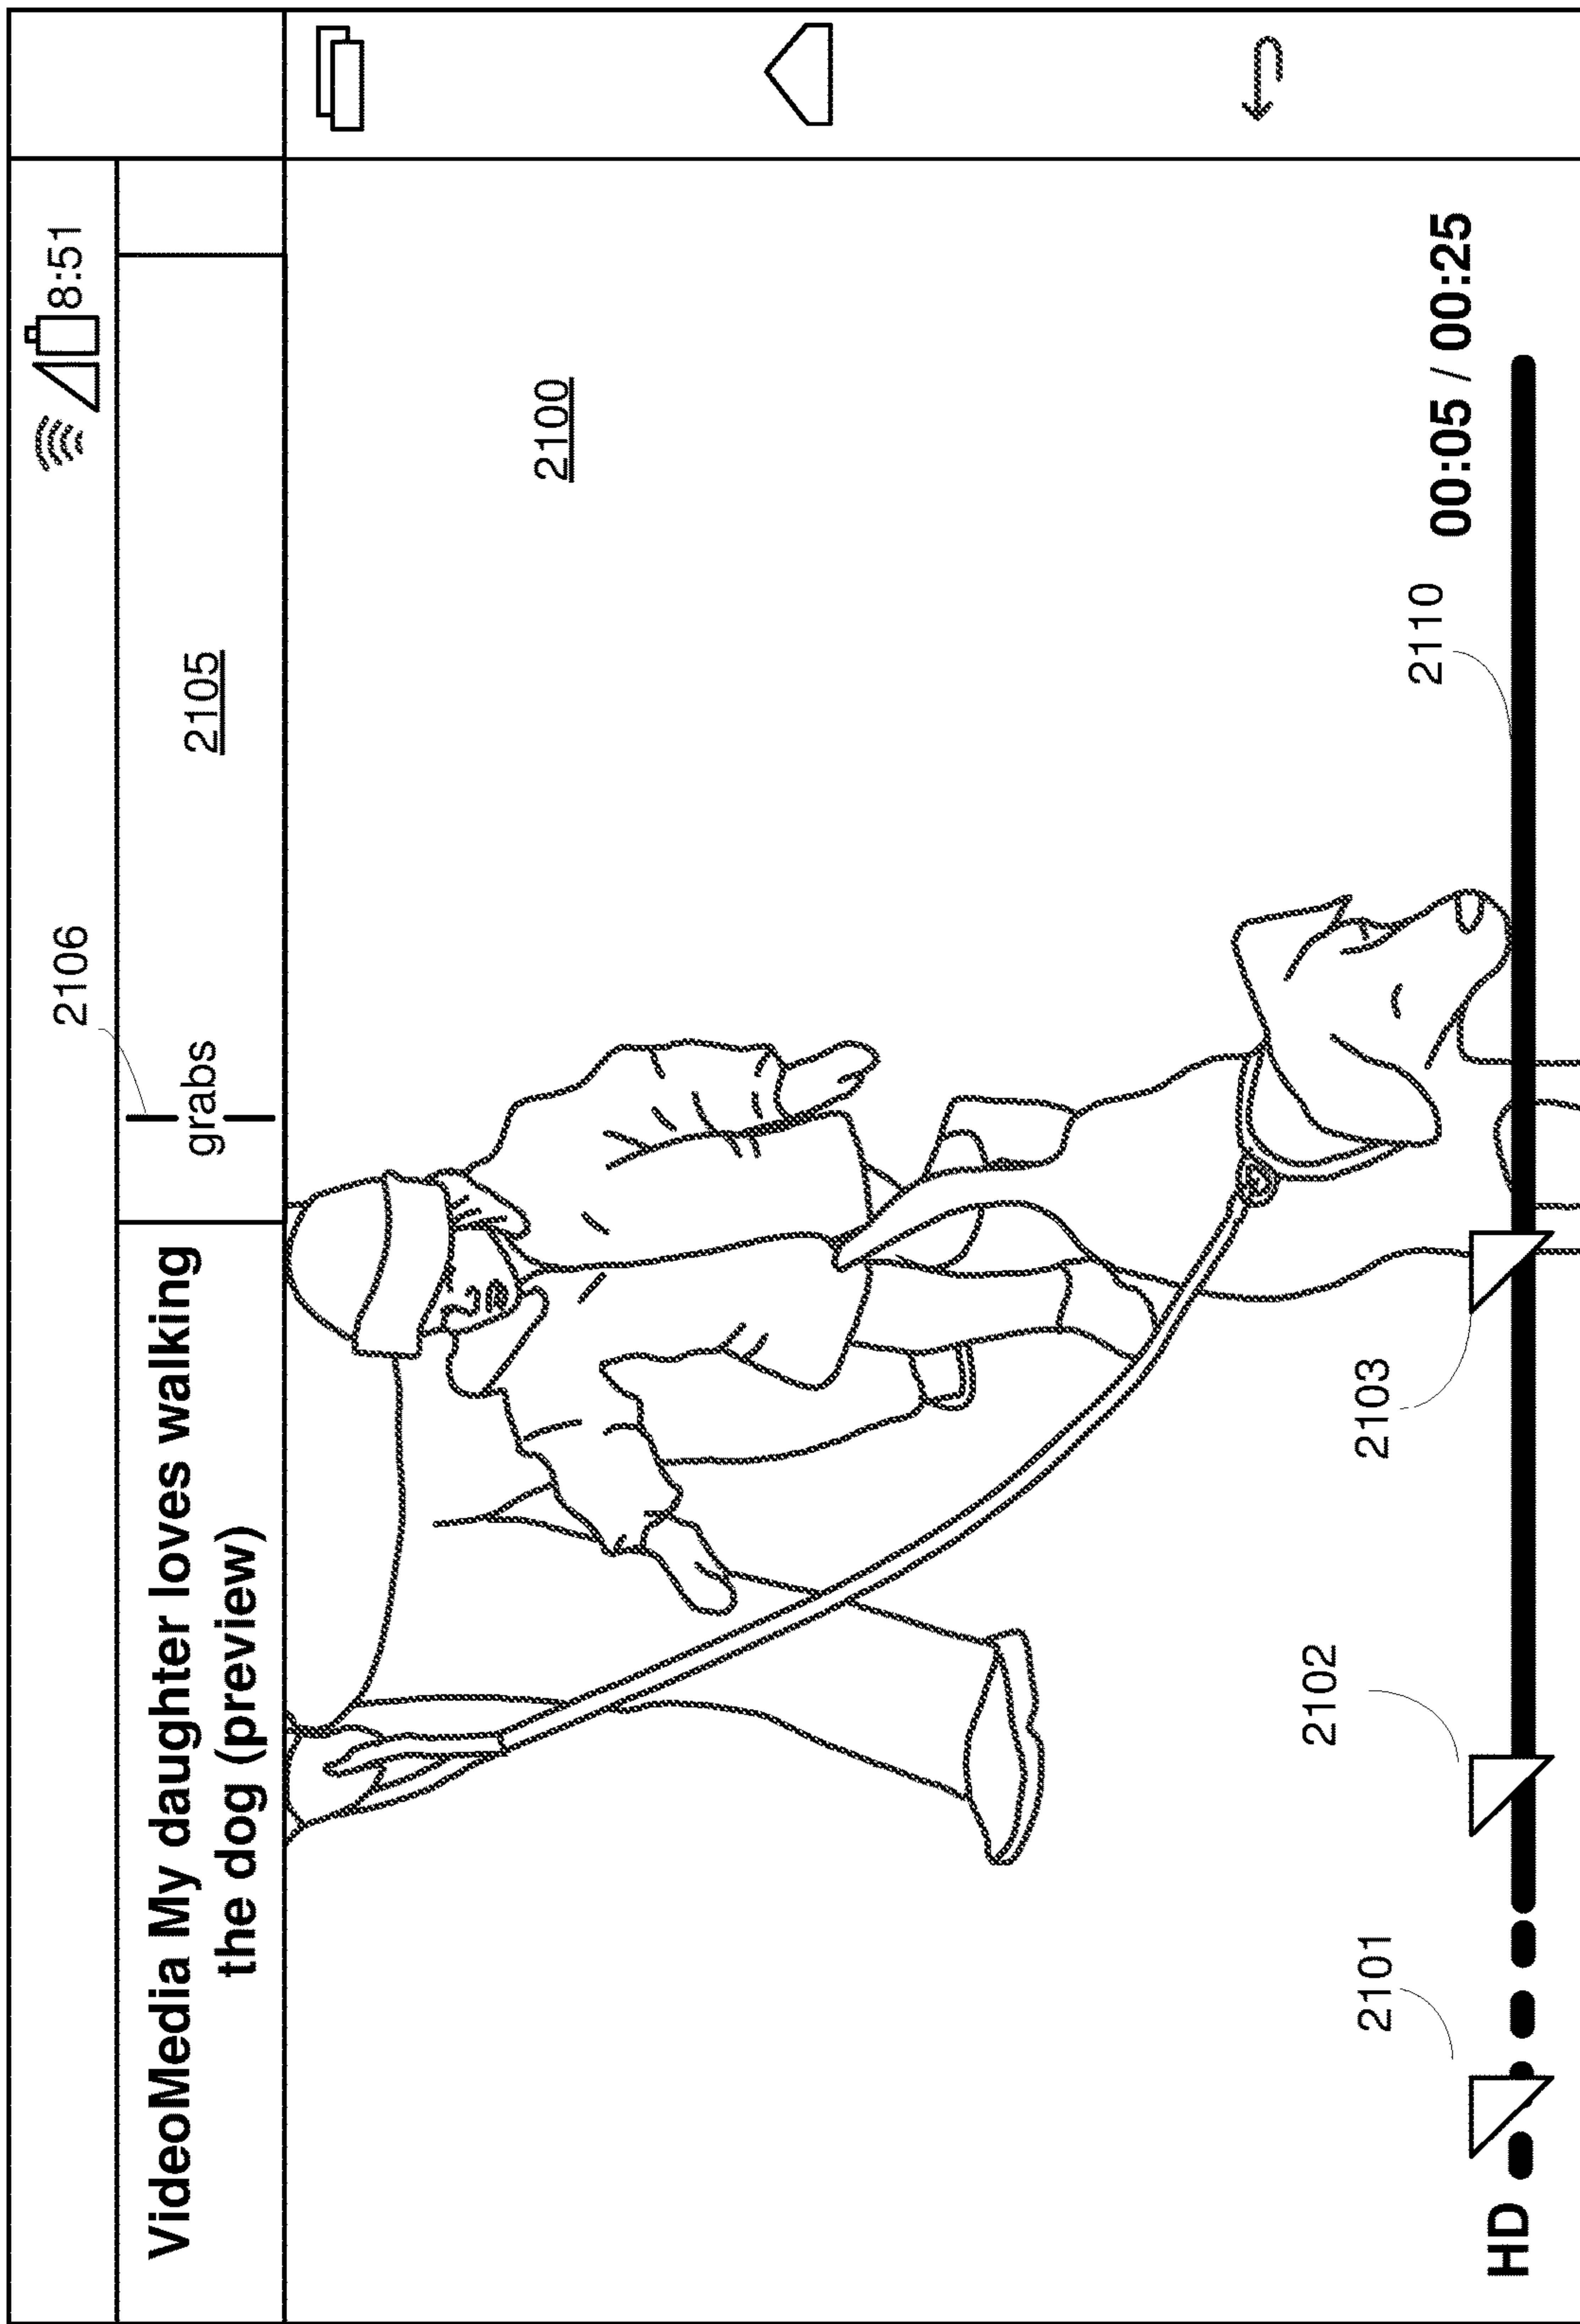 8:51
2106
VideoMedia My daughter loves walking
the dog (preview)
grabs
2105
2100
2110
00:05 / 00:25
2101
2102
2103
HD